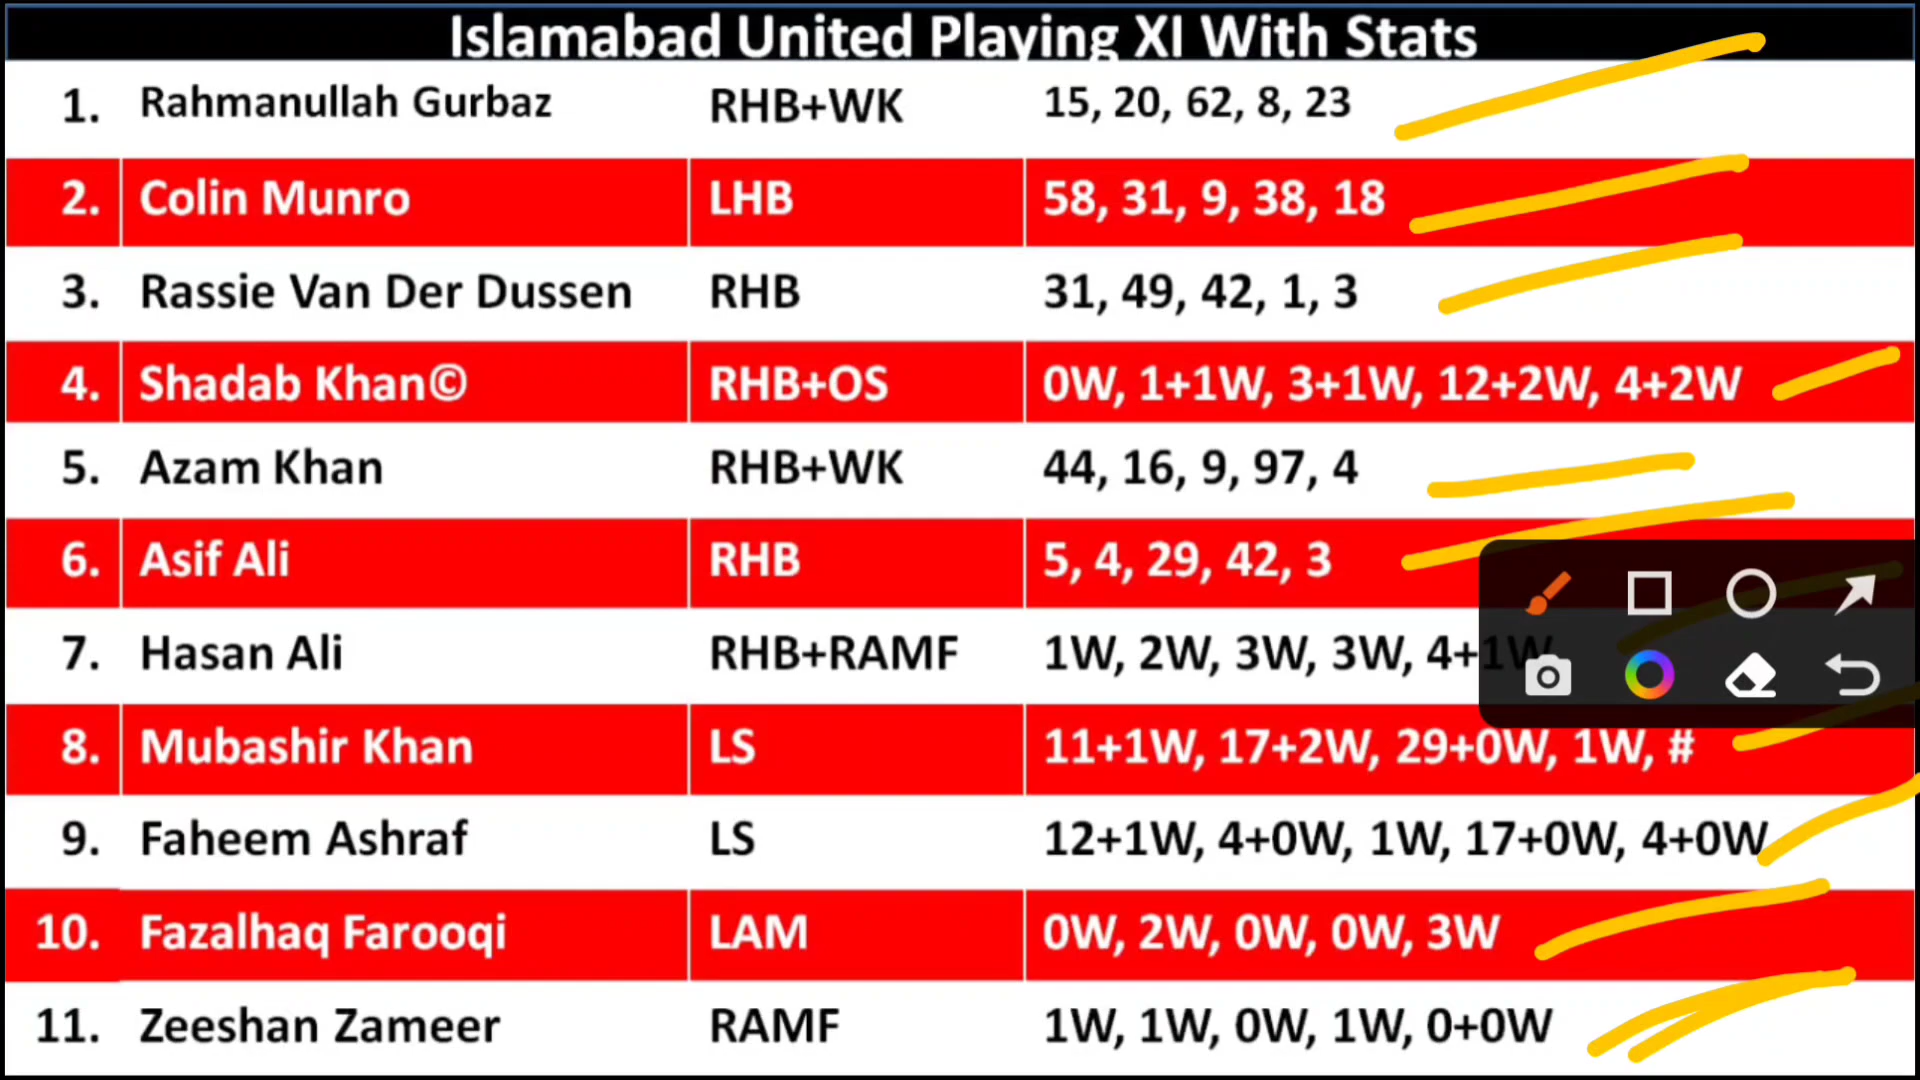 Islamabad United Playing XI With Stats
1. Rahmanullah Gurbaz RHB+WK 15, 20, 62, 8, 23
2. Colin Munro LHB 58, 31, 9, 38, 18
3. Rassie Van Der Dussen RHB 31, 49, 42, 1, 3
4. Shadab Khan© RHB+OS 0W, 1+1W, 3+1W, 12+2W, 4+2W
5. Azam Khan RHB+WK 44, 16, 9, 97, 4
6. Asif Ali RHB 5, 4, 29, 42, 3
7. Hasan Ali RHB+RAMF 1W, 2W, 3W, 3W, 4+1W
8. Mubashir Khan LS 11+1W, 17+2W, 29+0W, 1W, #
9. Faheem Ashraf LS 12+1W, 4+0W, 1W, 17+0W, 4+0W
10. Fazalhaq Farooqi LAM 0W, 2W, 0W, 0W, 3W
11. Zeeshan Zameer RAMF 1W, 1W, 0W, 1W, 0+0W